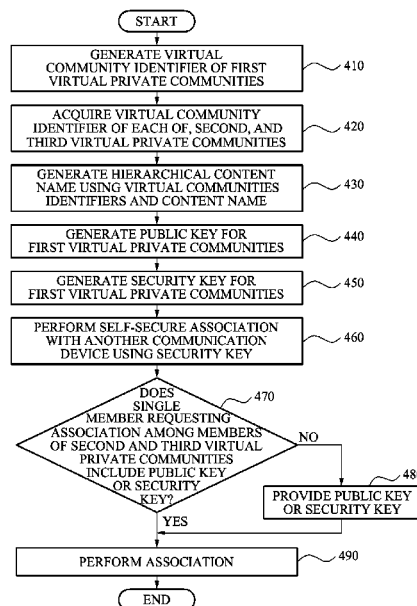 START
GENERATE VIRTUAL
COMMUNITY IDENTIFIER OF FIRST
VIRTUAL PRIVATE COMMUNITIES
410
ACQUIRE VIRTUAL COMMUNITY
IDENTIFIER OF EACH OF, SECOND, AND
THIRD VIRTUAL PRIVATE COMMUNITIES
420
GENERATE HIERARCHICAL CONTENT
NAME USING VIRTUAL COMMUNITIES
IDENTIFIERS AND CONTENT NAME
430
GENERATE PUBLIC KEY FOR
FIRST VIRTUAL PRIVATE COMMUNITIES
440
GENERATE SECURITY KEY FOR
FIRST VIRTUAL PRIVATE COMMUNITIES
450
PERFORM SELF-SECURE ASSOCIATION
WITH ANOTHER COMMUNICATION
DEVICE USING SECURITY KEY
460
DOES
SINGLE
MEMBER REQUESTING
ASSOCIATION AMONG MEMBERS
OF SECOND AND THIRD VIRTUAL
PRIVATE COMMUNITIES
INCLUDE PUBLIC KEY
OR SECURITY
KEY?
470
NO
480
PROVIDE PUBLIC KEY
OR SECURITY KEY
YES
PERFORM ASSOCIATION
490
END